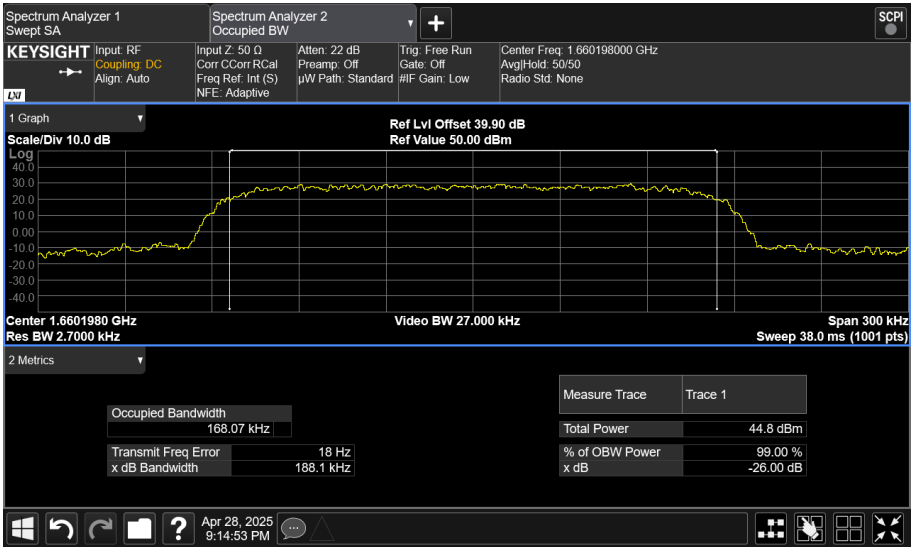 Spectrum Analyzer 1
Swept SA
Spectrum Analyzer 2
Occupied BW
▼
+
SCPI
KEYSIGHT
LXI
Input: RF
Coupling: DC
Align: Auto
Input Z: 50 Ω
Corr CCorr RCal
Freq Ref: Int (S)
NFE: Adaptive
Atten: 22 dB
Preamp: Off
µW Path: Standard
Trig: Free Run
Gate: Off
#IF Gain: Low
Center Freq: 1.660198000 GHz
Avg|Hold: 50/50
Radio Std: None
1 Graph
▼
Scale/Div 10.0 dB
Ref Lvl Offset 39.90 dB
Ref Value 50.00 dBm
Log
40.0
30.0
20.0
10.0
0.00
-10.0
-20.0
-30.0
-40.0
Center 1.6601980 GHz
Video BW 27.000 kHz
Span 300 kHz
Res BW 2.7000 kHz
Sweep 38.0 ms (1001 pts)
2 Metrics
▼
Occupied Bandwidth
168.07 kHz
Transmit Freq Error 18 Hz
x dB Bandwidth 188.1 kHz
Measure Trace Trace 1
Total Power 44.8 dBm
% of OBW Power 99.00 %
x dB -26.00 dB
?
Apr 28, 2025
9:14:53 PM